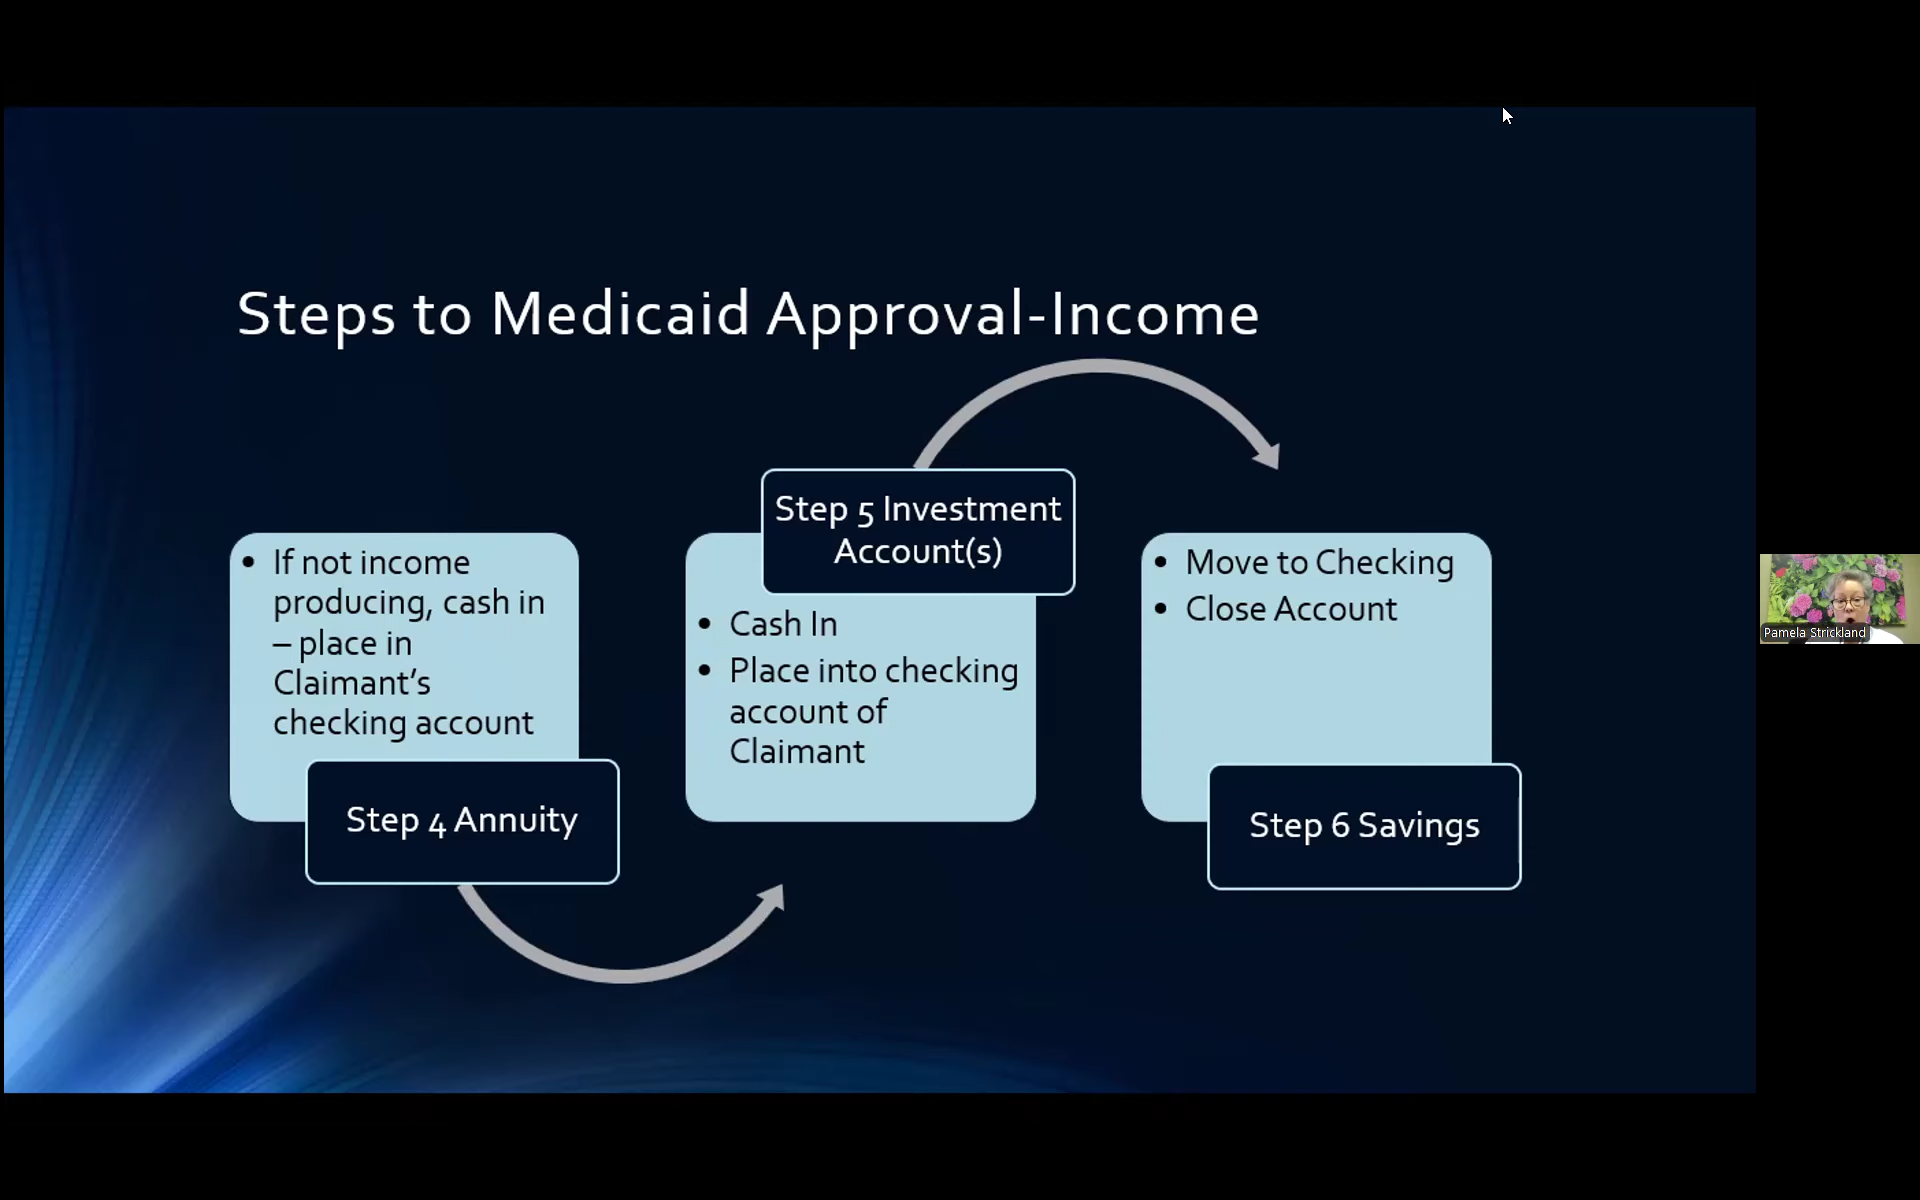 Steps to Medicaid Approval-Income
• If not income
producing, cash in
– place in
Claimant’s
checking account
Step 4 Annuity
Step 5 Investment
Account(s)
• Cash In
• Place into checking
account of
Claimant
• Move to Checking
• Close Account
Step 6 Savings
Pamela Strickland